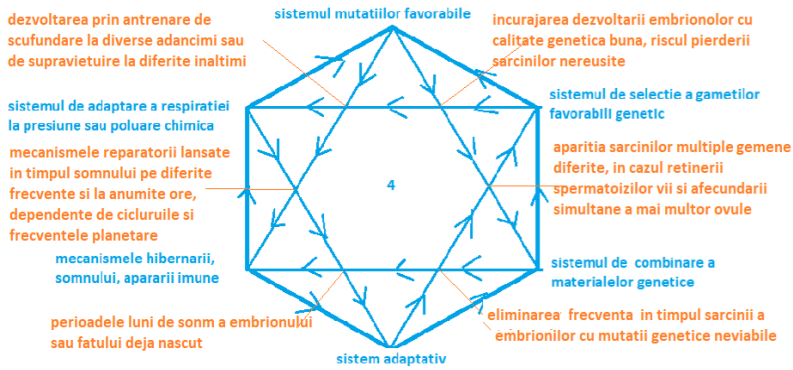 sistemul mutatiilor favorabile
dezvoltarea prin antrenare de
scufundare la diverse adancimi sau
de supravietuire la diferite inaltimi
incurajarea dezvoltarii embrionolor cu
calitate genetica buna, riscul pierderii
sarcinilor nereusite
sistemul de adaptare a respiratiei
la presiune sau poluare chimica
sistemul de selectie a gametilor
favorabili genetic
mecanismele reparatorii lansate
in timpul somnului pe diferite
frecvente si la anumite ore,
dependente de cicluruile si
frecventele planetare
4
aparitia sarcinilor multiple gemene
diferite, in cazul retinerii
spermatoizilor vii si afecundarii
simultane a mai multor ovule
mecanismele hibernarii,
somnului, apararii imune
sistemul de combinare a
materialelor genetice
perioadele luni de sonm a embrionului
sau fatului deja nascut
eliminarea frecventa in timpul sarcinii a
embrionilor cu mutatii genetice neviabile
sistem adaptativ